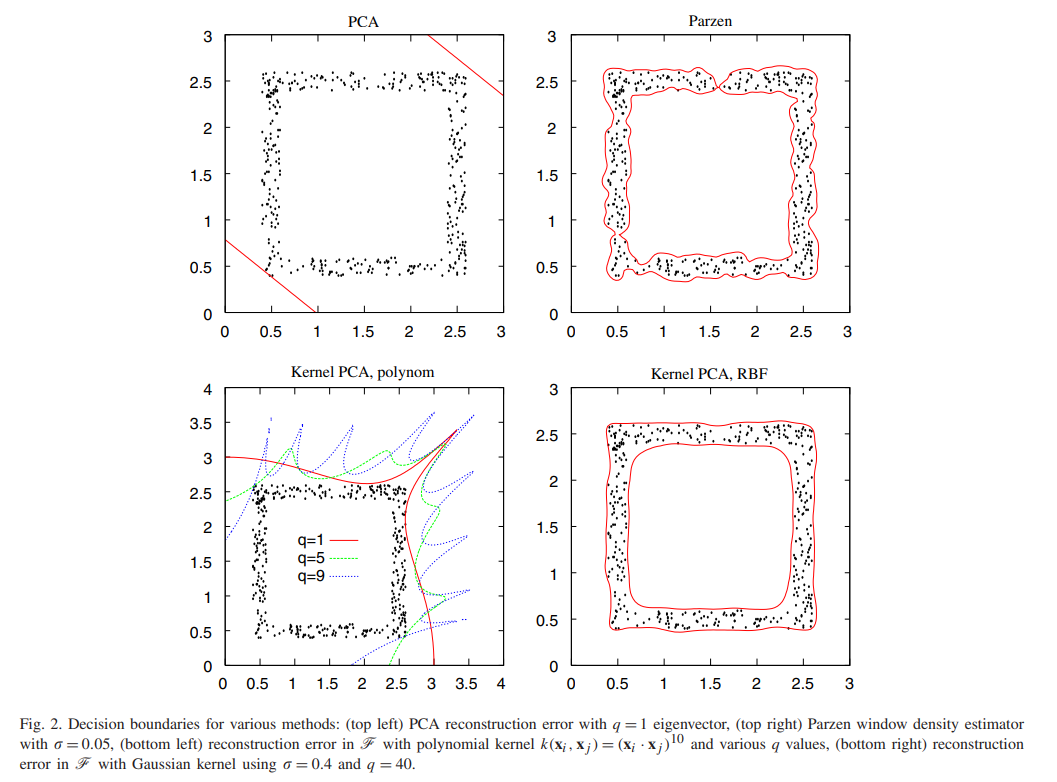 PCA
3
2.5
2
1.5
1
0.5
0
0 0.5 1 1.5 2 2.5 3
Parzen
3
2.5
2
1.5
1
0.5
0
0 0.5 1 1.5 2 2.5 3
Kernel PCA, polynom
4
3.5
3
2.5
2
1.5
1
0.5
0
q=1
q=5
q=9
0 0.5 1 1.5 2 2.5 3 3.5 4
Kernel PCA, RBF
3
2.5
2
1.5
1
0.5
0
0 0.5 1 1.5 2 2.5 3
Fig. 2. Decision boundaries for various methods: (top left) PCA reconstruction error with q = 1 eigenvector, (top right) Parzen window density estimator
with σ = 0.05, (bottom left) reconstruction error in ℱ with polynomial kernel k(xᵢ, xⱼ) = (xᵢ · xⱼ)¹⁰ and various q values, (bottom right) reconstruction
error in ℱ with Gaussian kernel using σ = 0.4 and q = 40.